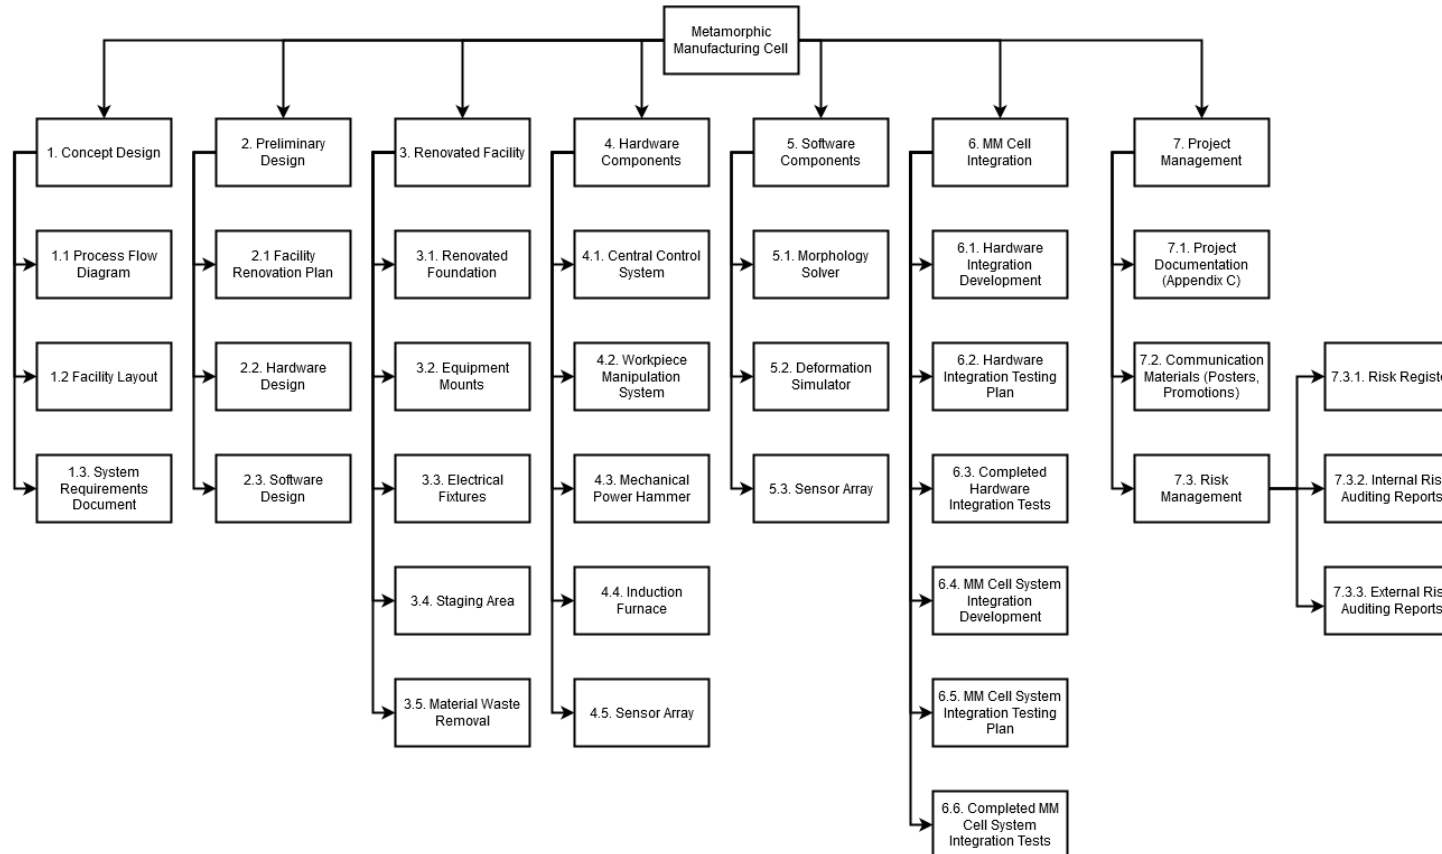 Metamorphic
Manufacturing Cell
1. Concept Design
2. Preliminary
Design
3. Renovated Facility
4. Hardware
Components
5. Software
Components
6. MM Cell
Integration
7. Project
Management
1.1 Process Flow
Diagram
2.1 Facility
Renovation Plan
3.1. Renovated
Foundation
4.1. Central Control
System
5.1. Morphology
Solver
6.1. Hardware
Integration
Development
7.1. Project
Documentation
(Appendix C)
1.2 Facility Layout
2.2. Hardware
Design
3.2. Equipment
Mounts
4.2. Workpiece
Manipulation
System
5.2. Deformation
Simulator
6.2. Hardware
Integration Testing
Plan
7.2. Communication
Materials (Posters,
Promotions)
7.3.1. Risk Registe
1.3. System
Requirements
Document
2.3. Software
Design
3.3. Electrical
Fixtures
4.3. Mechanical
Power Hammer
5.3. Sensor Array
6.3. Completed
Hardware
Integration Tests
7.3. Risk
Management
7.3.2. Internal Ris
Auditing Reports
3.4. Staging Area
4.4. Induction
Furnace
6.4. MM Cell System
Integration
Development
7.3.3. External Ris
Auditing Reports
3.5. Material Waste
Removal
4.5. Sensor Array
6.5. MM Cell System
Integration Testing
Plan
6.6. Completed MM
Cell System
Integration Tests